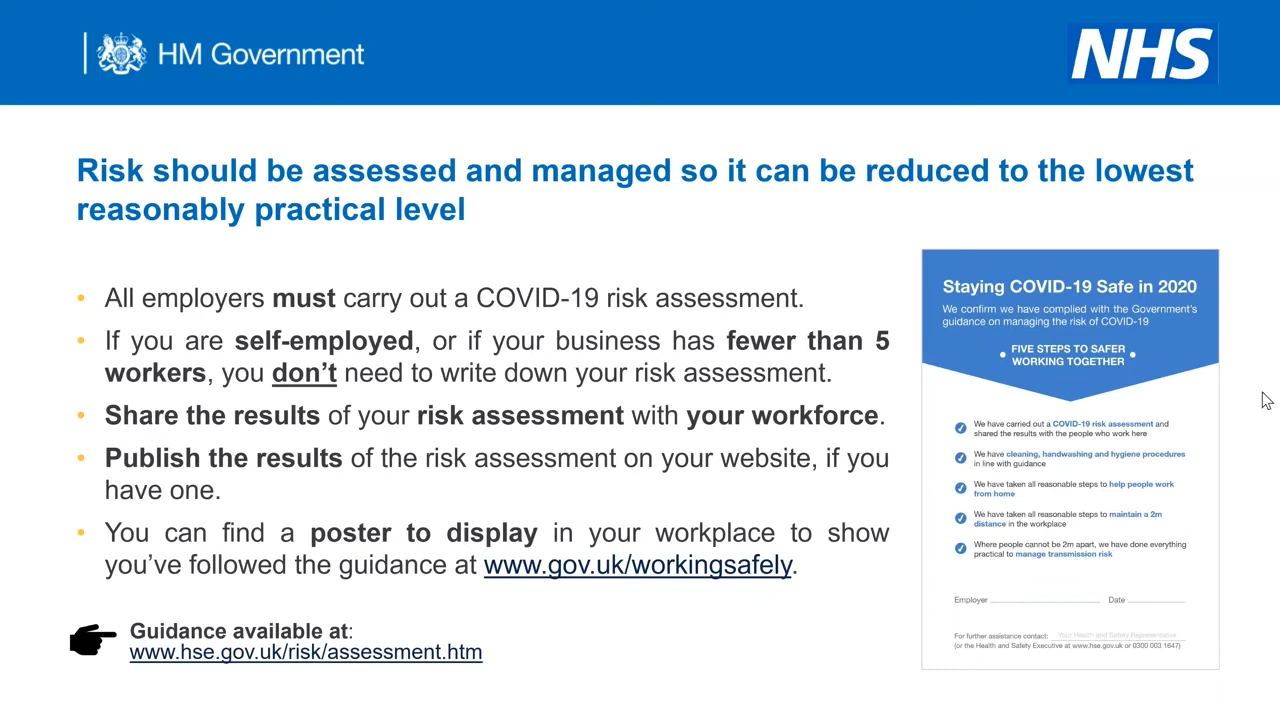 HM Government
NHS
Risk should be assessed and managed so it can be reduced to the lowest
reasonably practical level
• All employers must carry out a COVID-19 risk assessment.
• If you are self-employed, or if your business has fewer than 5
workers, you don’t need to write down your risk assessment.
• Share the results of your risk assessment with your workforce.
• Publish the results of the risk assessment on your website, if you
have one.
• You can find a poster to display in your workplace to show
you’ve followed the guidance at www.gov.uk/workingsafely.
Guidance available at:
www.hse.gov.uk/risk/assessment.htm
Staying COVID-19 Safe in 2020
We confirm we have complied with the Government’s
guidance on managing the risk of COVID-19
• FIVE STEPS TO SAFER
WORKING TOGETHER •
We have carried out a COVID-19 risk assessment and
shared the results with the people who work here
We have cleaning, handwashing and hygiene procedures
in line with guidance
We have taken all reasonable steps to help people work
from home
We have taken all reasonable steps to maintain a 2m
distance in the workplace
Where people cannot be 2m apart, we have done everything
practical to manage transmission risk
Employer Date
For further assistance contact: Your Health and Safety Representative
(or the Health and Safety Executive at www.hse.gov.uk or 0300 003 1647)